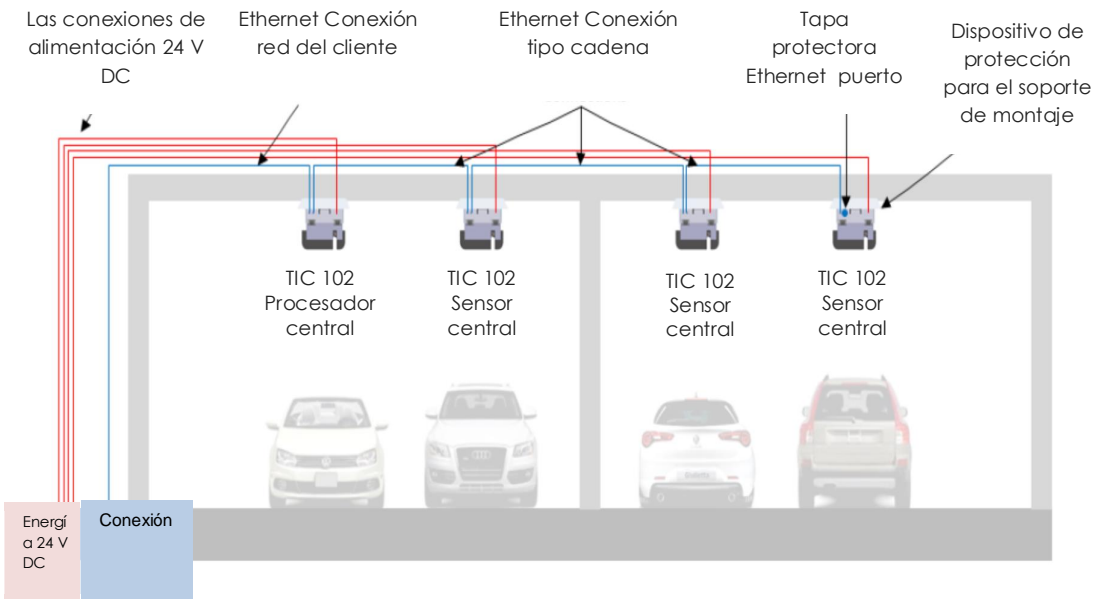 Las conexiones de
alimentación 24 V
DC
Ethernet Conexión
red del cliente
Ethernet Conexión
tipo cadena
Tapa
protectora
Ethernet puerto
Dispositivo de
protección
para el soporte
de montaje
TIC 102
Procesador
central
TIC 102
Sensor
central
TIC 102
Sensor
central
TIC 102
Sensor
central
Energí
a 24 V
DC
Conexión